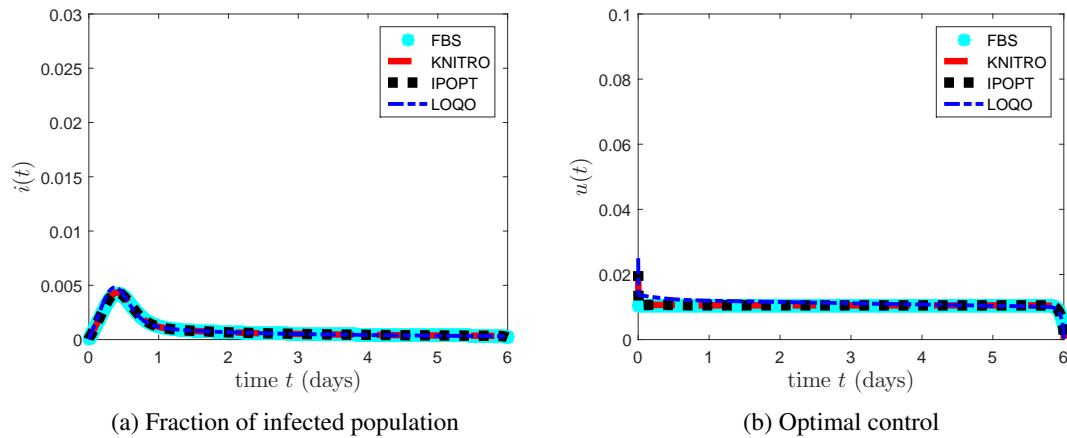 0.03
0.025
0.02
0.015
0.01
0.005
0
i(t)
0 1 2 3 4 5 6
time t (days)
FBS
KNITRO
IPOPT
LOQO
(a) Fraction of infected population
0.1
0.08
0.06
0.04
0.02
0
u(t)
0 1 2 3 4 5 6
time t (days)
FBS
KNITRO
IPOPT
LOQO
(b) Optimal control